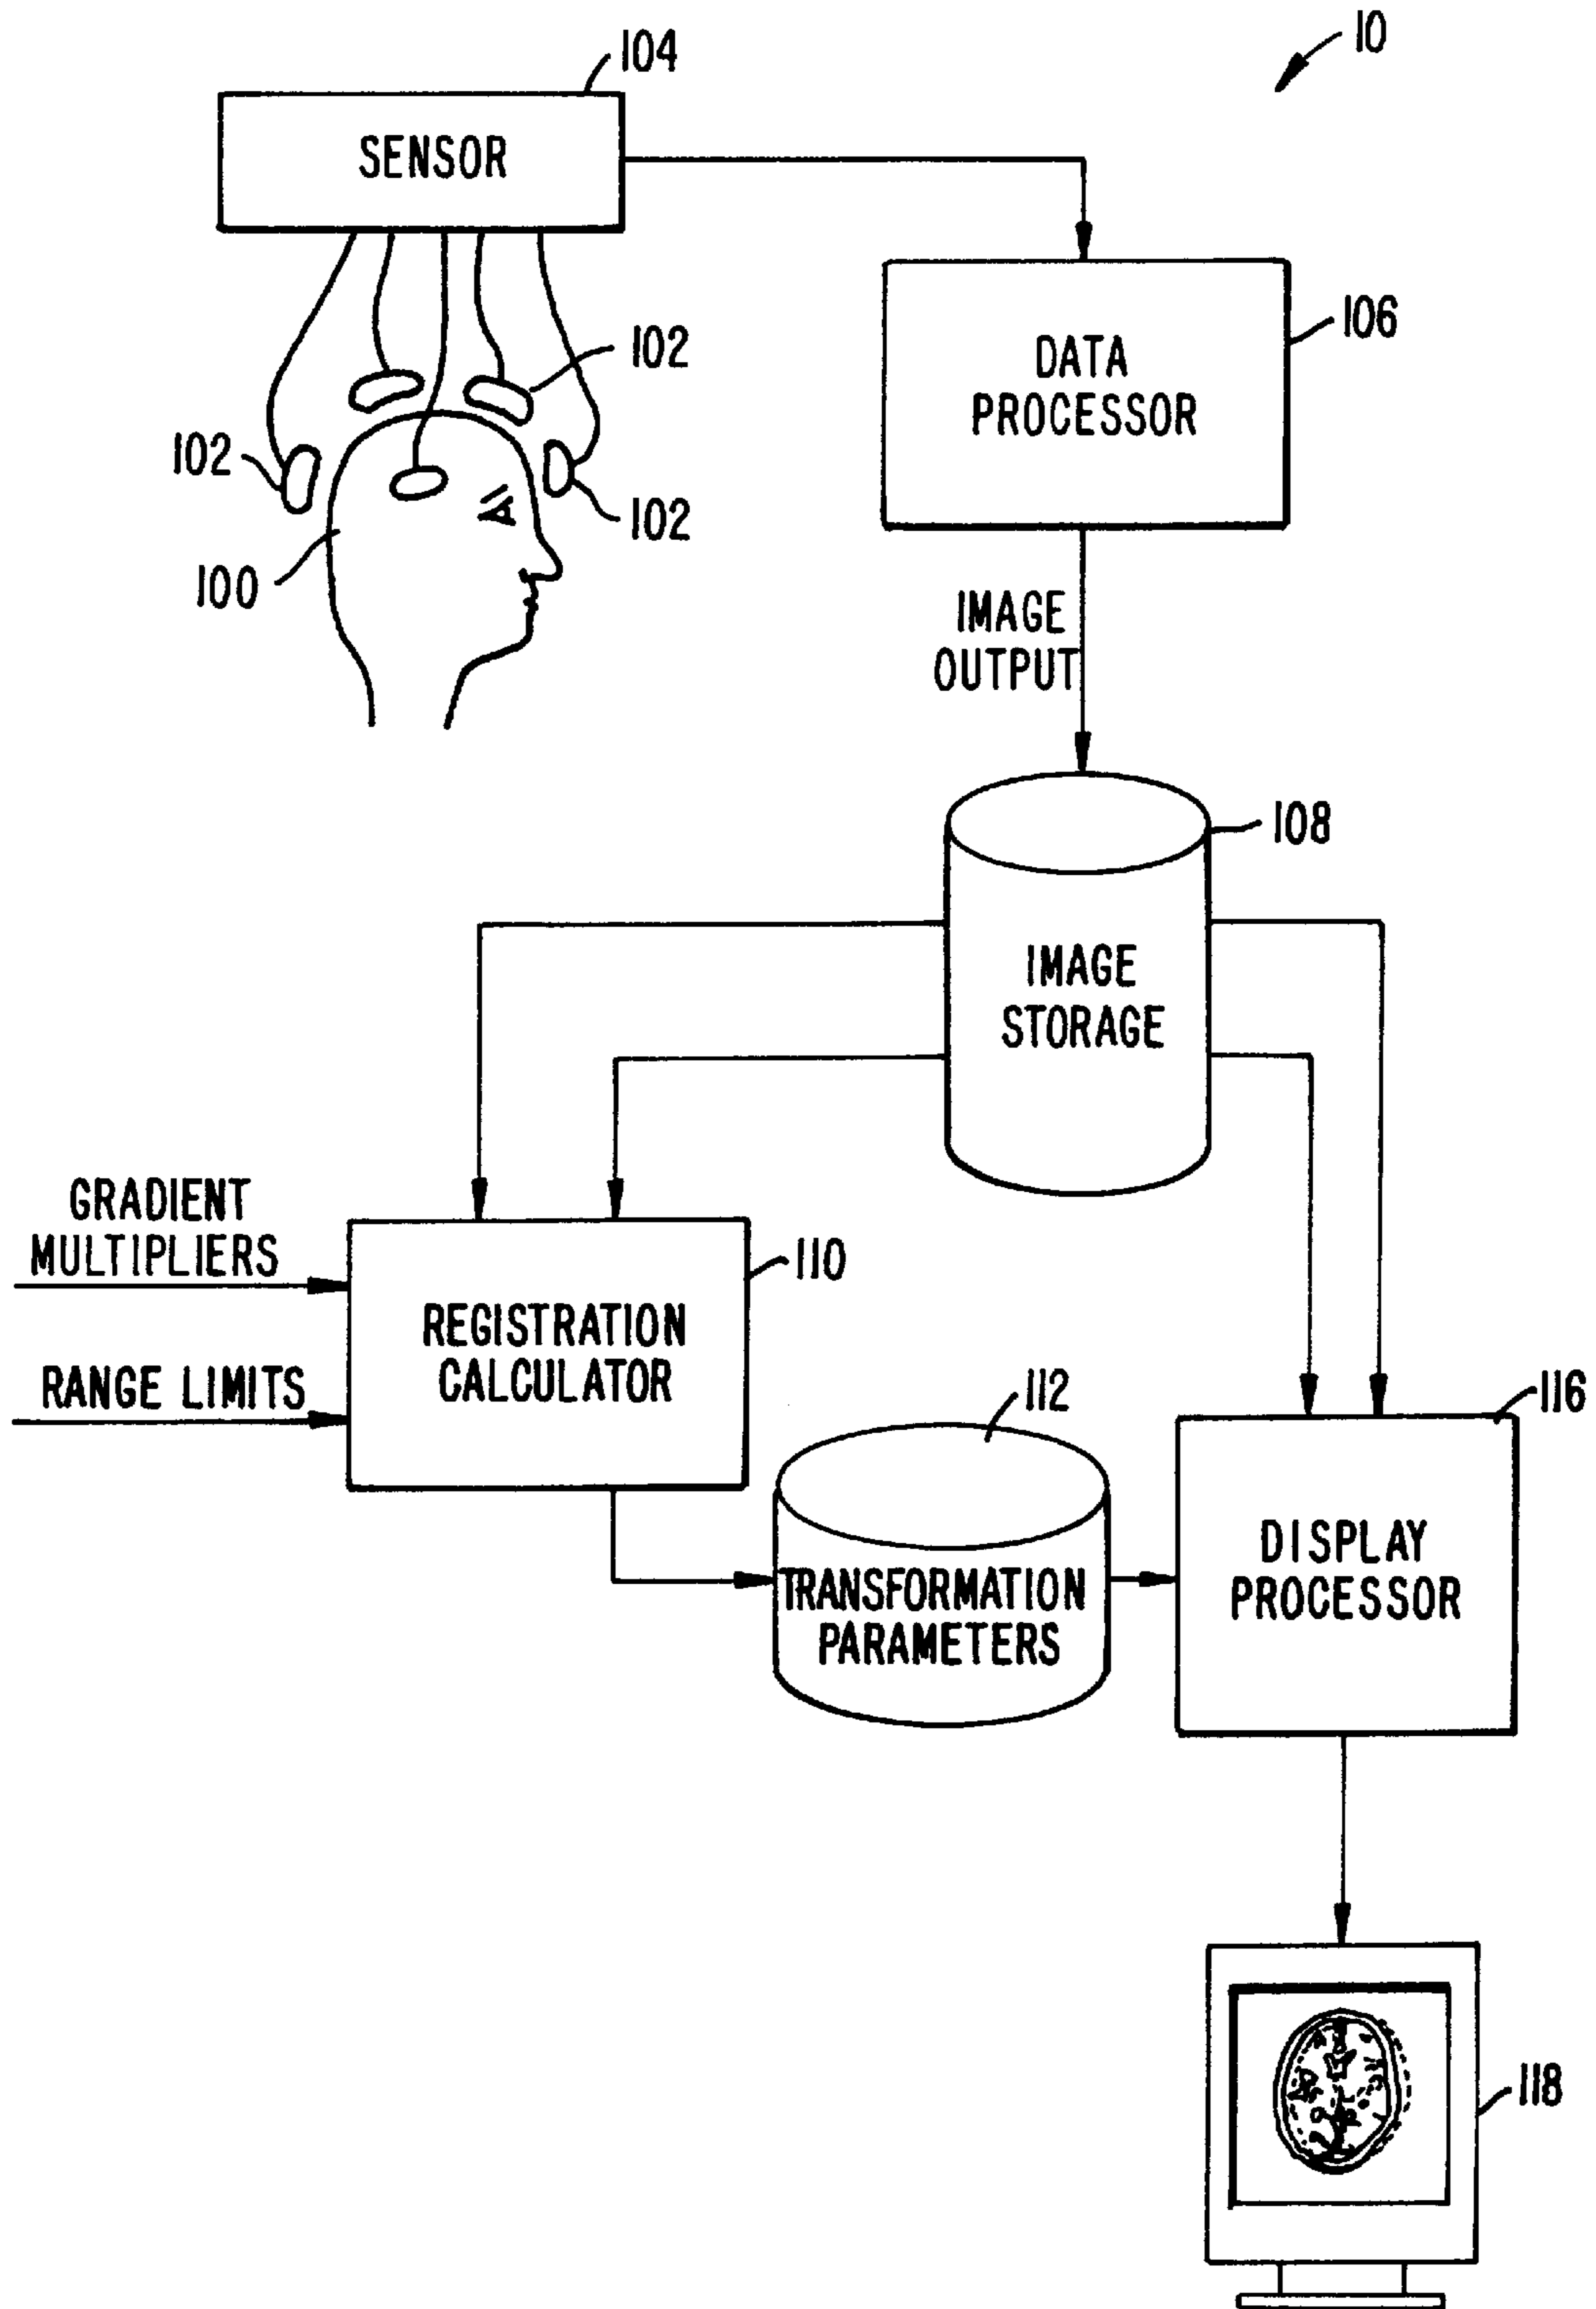 10
104
SENSOR
106
DATA
PROCESSOR
102
102
102
100
IMAGE
OUTPUT
108
IMAGE
STORAGE
GRADIENT
MULTIPLIERS
110
REGISTRATION
CALCULATOR
RANGE LIMITS
112
116
TRANSFORMATION
PARAMETERS
DISPLAY
PROCESSOR
118